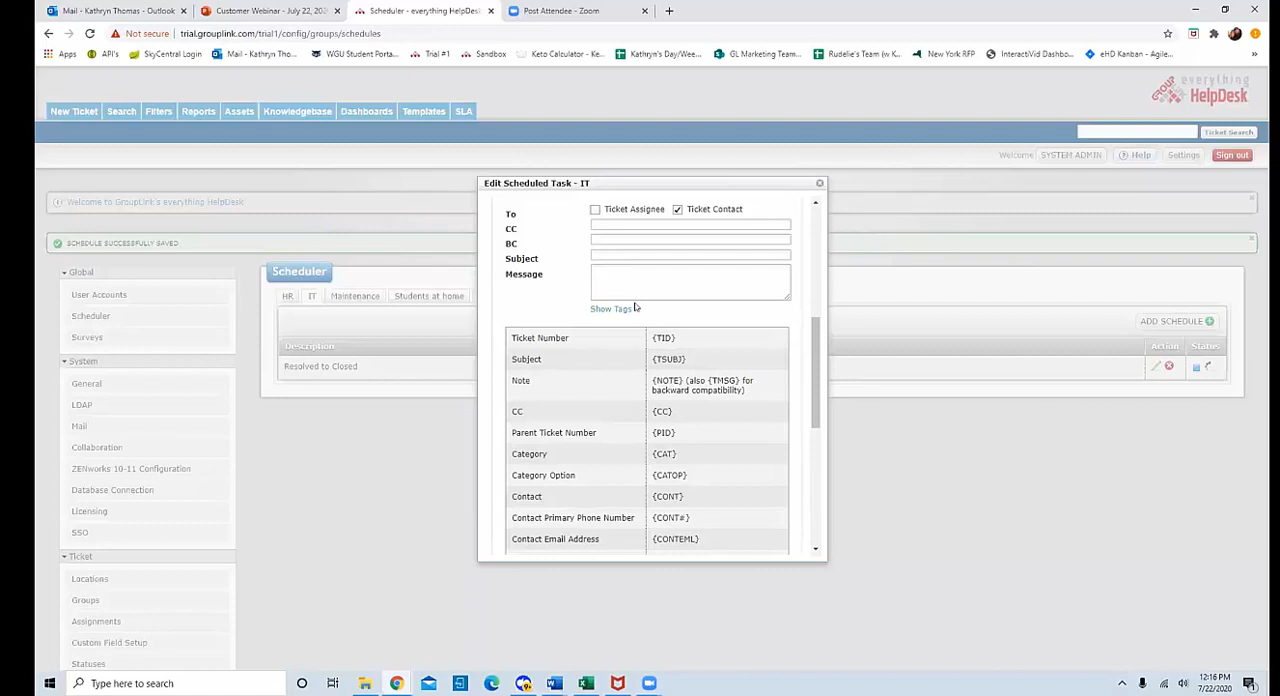 Mail - Kathryn Thomas - Outlook
Customer Webinar - July 22, 202
Scheduler - everything HelpDesk
Post Attendee - Zoom
Not secure
trial.grouplink.com/trial1/config/groups/schedules
Apps
API's
SkyCentral Login
Mail - Kathryn Tho...
WGU Student Porta...
Trial #1
Sandbox
Keto Calculator - Ke...
Kathryn's Day/Wee...
GL Marketing Team...
Rudelie's Team (w K...
New York RFP
InteractVid Dashbo...
eHD Kanban - Agile...
»
GROUP everything
HelpDesk
New Ticket Search Filters Reports Assets Knowledgebase Dashboards Templates SLA
Ticket Search
Welcome SYSTEM ADMIN Help Settings Sign out
Welcome to GroupLink's everything HelpDesk
SCHEDULE SUCCESSFULLY SAVED
Global
User Accounts
Scheduler
Surveys
System
General
LDAP
Mail
Collaboration
ZENworks 10-11 Configuration
Database Connection
Licensing
SSO
Ticket
Locations
Groups
Assignments
Custom Field Setup
Statuses
Scheduler
HR IT Maintenance Students at home
ADD SCHEDULE
Description Action Status
Resolved to Closed
Edit Scheduled Task - IT
To Ticket Assignee Ticket Contact
CC
BC
Subject
Message
Show Tags
Ticket Number {TID}
Subject {TSUBJ}
Note {NOTE} (also {TMSG} for
backward compatibility)
CC {CC}
Parent Ticket Number {PID}
Category {CAT}
Category Option {CATOP}
Contact {CONT}
Contact Primary Phone Number {CONT#}
Contact Email Address {CONTEML}
Type here to search
12:16 PM
7/22/2020